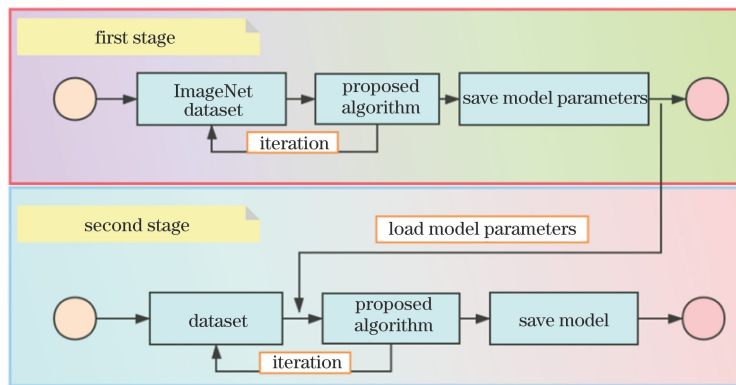 first stage
ImageNet
dataset
proposed
algorithm
save model parameters
iteration
second stage
load model parameters
dataset
proposed
algorithm
save model
iteration